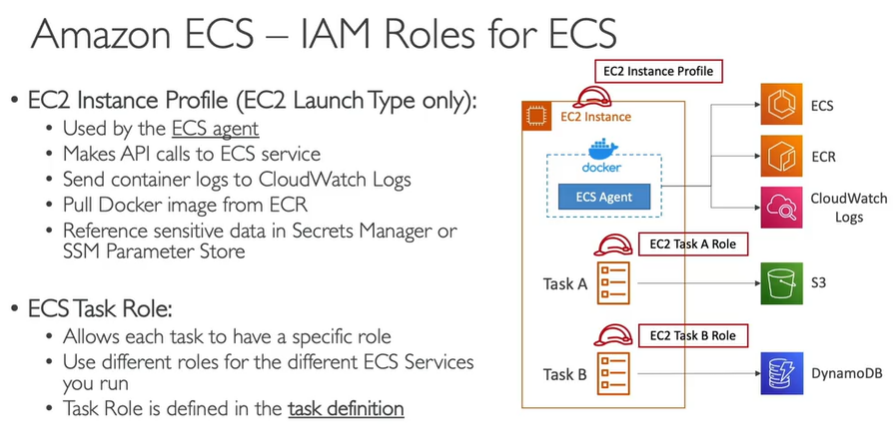 Amazon ECS – IAM Roles for ECS
• EC2 Instance Profile (EC2 Launch Type only):
• Used by the ECS agent
• Makes API calls to ECS service
• Send container logs to CloudWatch Logs
• Pull Docker image from ECR
• Reference sensitive data in Secrets Manager or
SSM Parameter Store
• ECS Task Role:
• Allows each task to have a specific role
• Use different roles for the different ECS Services
you run
• Task Role is defined in the task definition
EC2 Instance Profile
EC2 Instance
docker
ECS Agent
ECS
ECR
CloudWatch
Logs
EC2 Task A Role
Task A
S3
EC2 Task B Role
Task B
DynamoDB